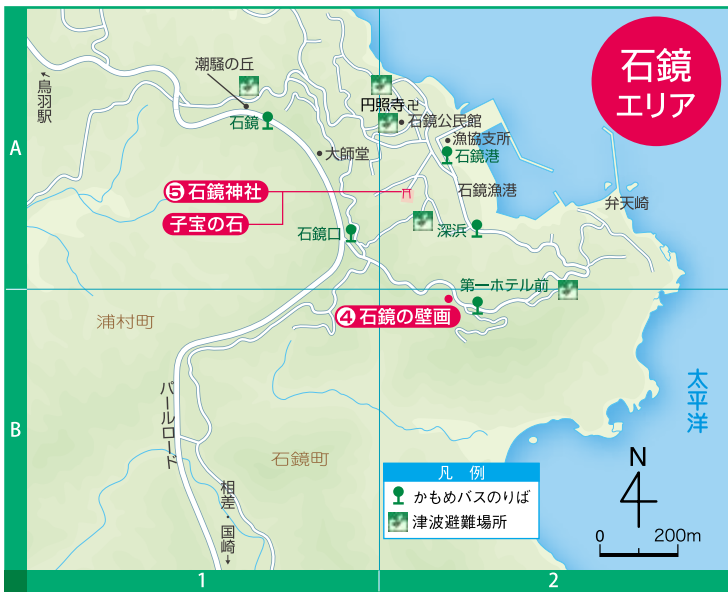 石鏡
エリア
鳥羽駅
潮騒の丘
石鏡
円照寺卍
石鏡公民館
漁協支所
石鏡港
大師堂
⑤石鏡神社
子宝の石
石鏡漁港
弁天崎
石鏡口
深浜
第一ホテル前
④石鏡の壁画
浦村町
パールロード
石鏡町
相差・国崎
太平洋
凡 例
かもめバスのりば
津波避難場所
N
0 200m
A
B
1
2